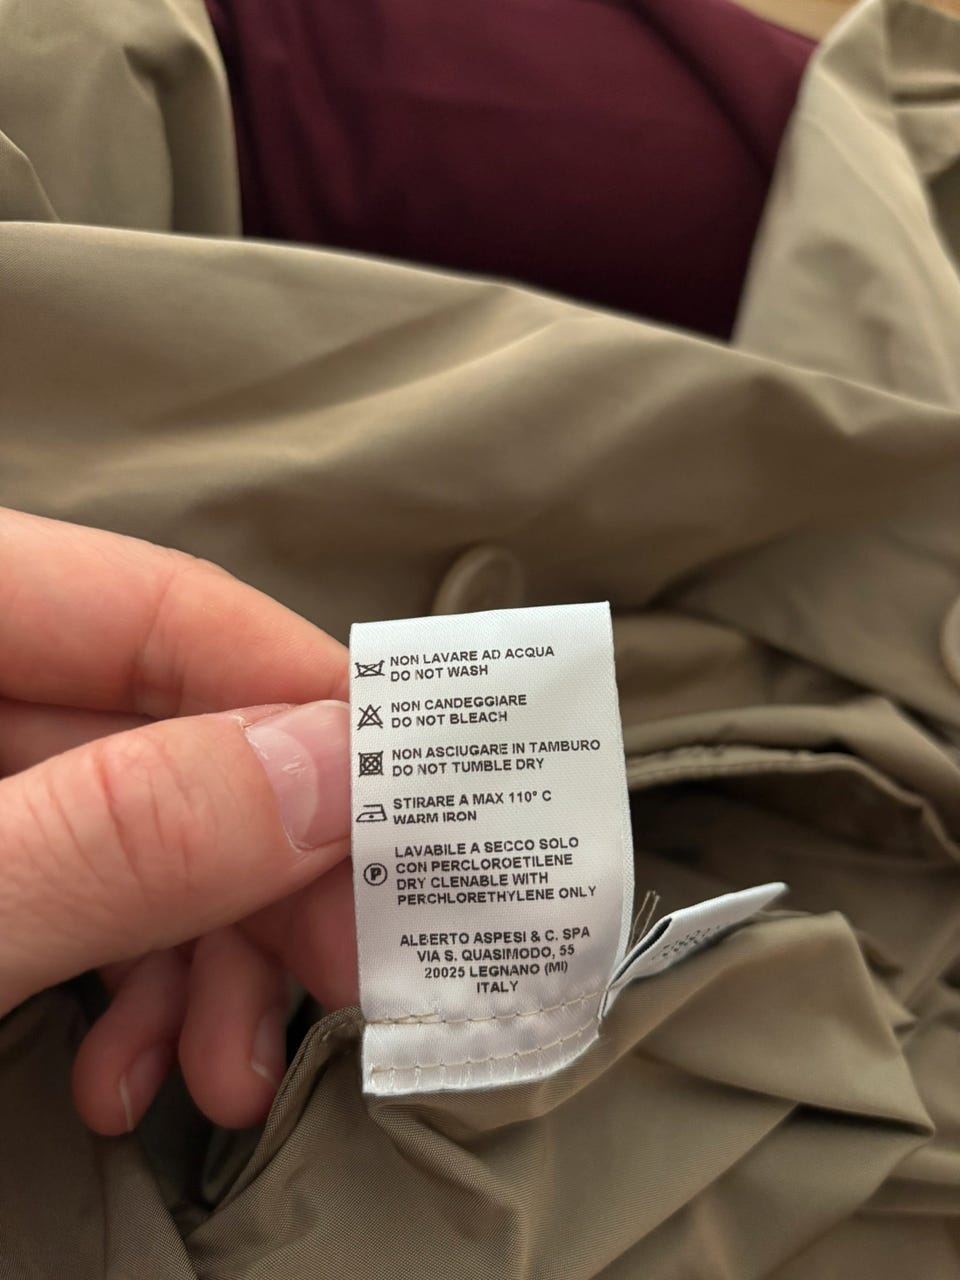 NON LAVARE AD ACQUA
DO NOT WASH
NON CANDEGGIARE
DO NOT BLEACH
NON ASCIUGARE IN TAMBURO
DO NOT TUMBLE DRY
STIRARE A MAX 110° C
WARM IRON
P
LAVABILE A SECCO SOLO
CON PERCLOROETILENE
DRY CLENABLE WITH
PERCHLORETHYLENE ONLY
ALBERTO ASPESI & C. SPA
VIA S. QUASIMODO, 55
20025 LEGNANO (MI)
ITALY